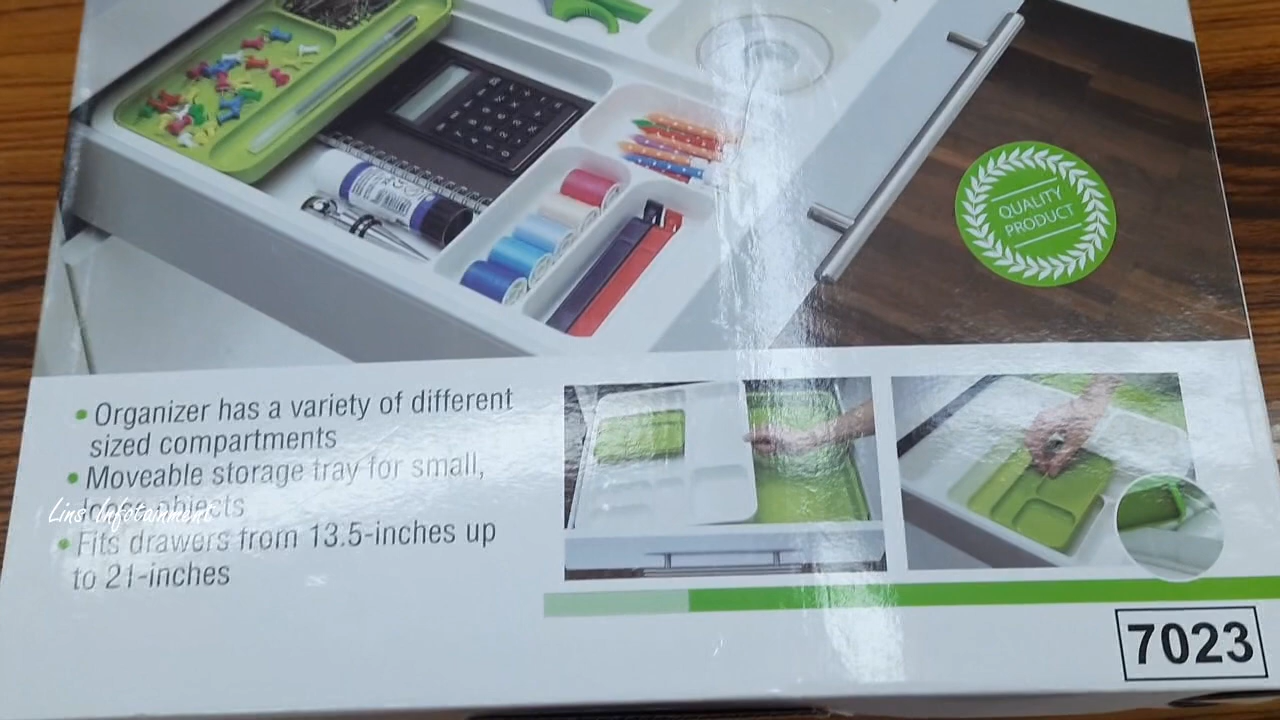 QUALITY
PRODUCT
• Organizer has a variety of different
sized compartments
• Moveable storage tray for small,
loose objects
Lins Infotainment
• Fits drawers from 13.5-inches up
to 21-inches
7023